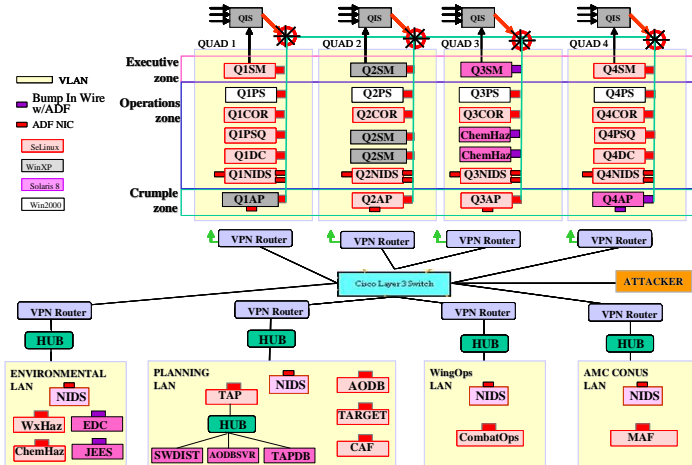 QIS
QIS
QIS
QIS
QUAD 1
QUAD 2
QUAD 3
QUAD 4
Executive
zone
Q1SM
Q2SM
Q3SM
Q4SM
VLAN
Bump In Wire
w/ADF
ADF NIC
SeLinux
WinXP
Solaris 8
Win2000
Operations
zone
Q1PS
Q2PS
Q3PS
Q4PS
Q1COR
Q2COR
Q3COR
Q4COR
Q1PSQ
Q2SM
ChemHaz
Q4PSQ
Q1DC
Q2SM
ChemHaz
Q4DC
Q1NIDS
Q2NIDS
Q3NIDS
Q4NIDS
Crumple
zone
Q1AP
Q2AP
Q3AP
Q4AP
VPN Router
VPN Router
VPN Router
VPN Router
Cisco Layer 3 Switch
ATTACKER
VPN Router
VPN Router
VPN Router
VPN Router
HUB
HUB
HUB
HUB
ENVIRONMENTAL
LAN
NIDS
WxHaz
EDC
ChemHaz
JEES
PLANNING
LAN
TAP
NIDS
AODB
HUB
TARGET
SWDIST
AODBSVR
TAPDB
CAF
WingOps
LAN
NIDS
CombatOps
AMC CONUS
LAN
NIDS
MAF